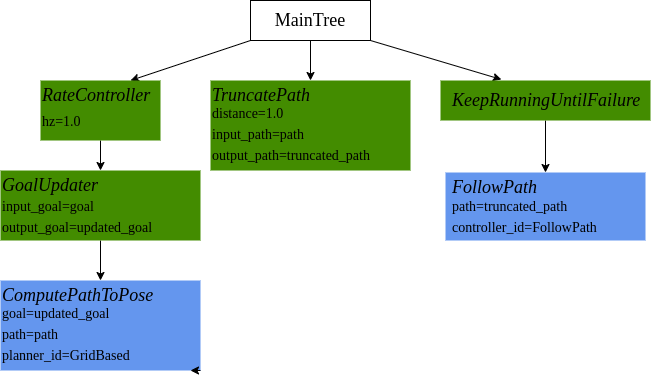 MainTree
RateController
hz=1.0
TruncatePath
distance=1.0
input_path=path
output_path=truncated_path
KeepRunningUntilFailure
GoalUpdater
input_goal=goal
output_goal=updated_goal
FollowPath
path=truncated_path
controller_id=FollowPath
ComputePathToPose
goal=updated_goal
path=path
planner_id=GridBased